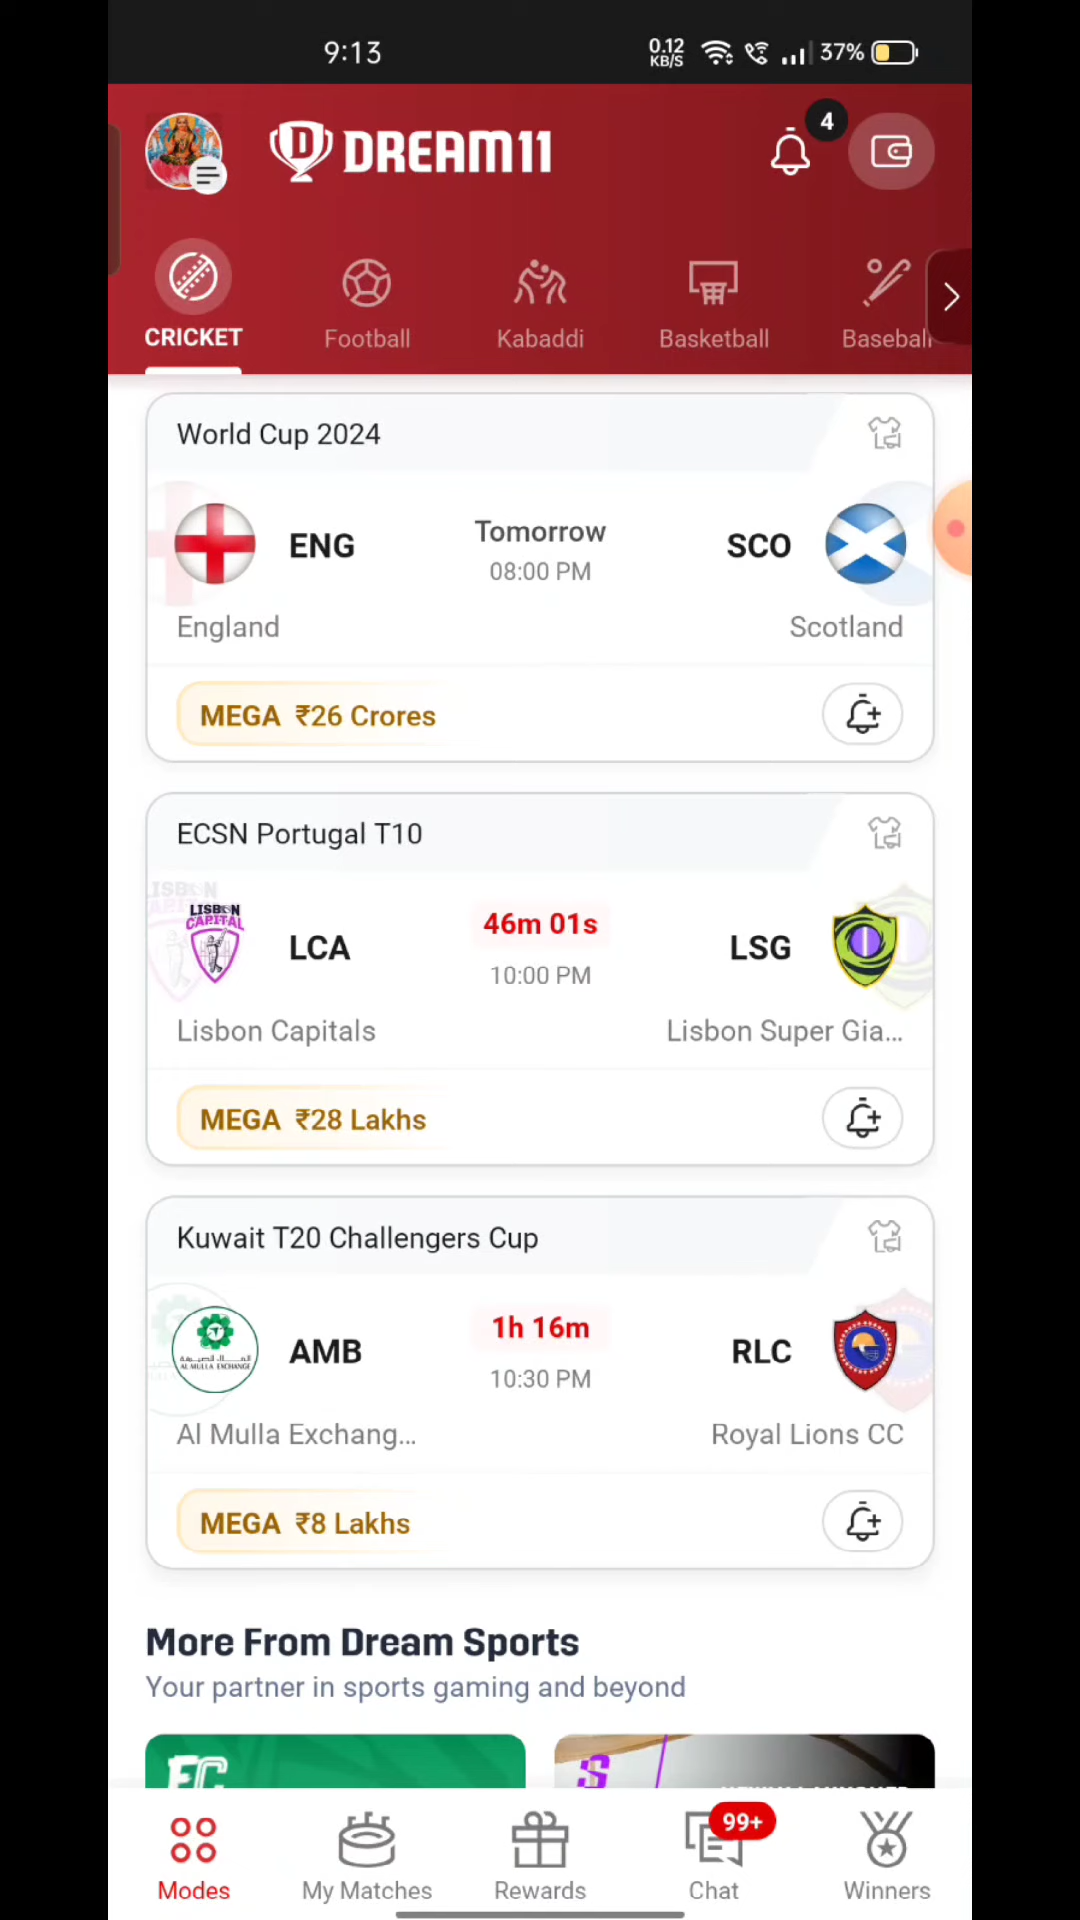 9:13
0.12
KB/S
37%
DREAM11
4
CRICKET
Football
Kabaddi
Basketball
Baseball
World Cup 2024
ENG
Tomorrow
08:00 PM
SCO
England
Scotland
MEGA ₹26 Crores
ECSN Portugal T10
LISBON
CAPITAL
LCA
46m 01s
10:00 PM
LSG
Lisbon Capitals
Lisbon Super Gia...
MEGA ₹28 Lakhs
Kuwait T20 Challengers Cup
AL MULLA EXCHANGE
AMB
1h 16m
10:30 PM
RLC
Al Mulla Exchang...
Royal Lions CC
MEGA ₹8 Lakhs
More From Dream Sports
Your partner in sports gaming and beyond
FC
99+
Modes
My Matches
Rewards
Chat
Winners